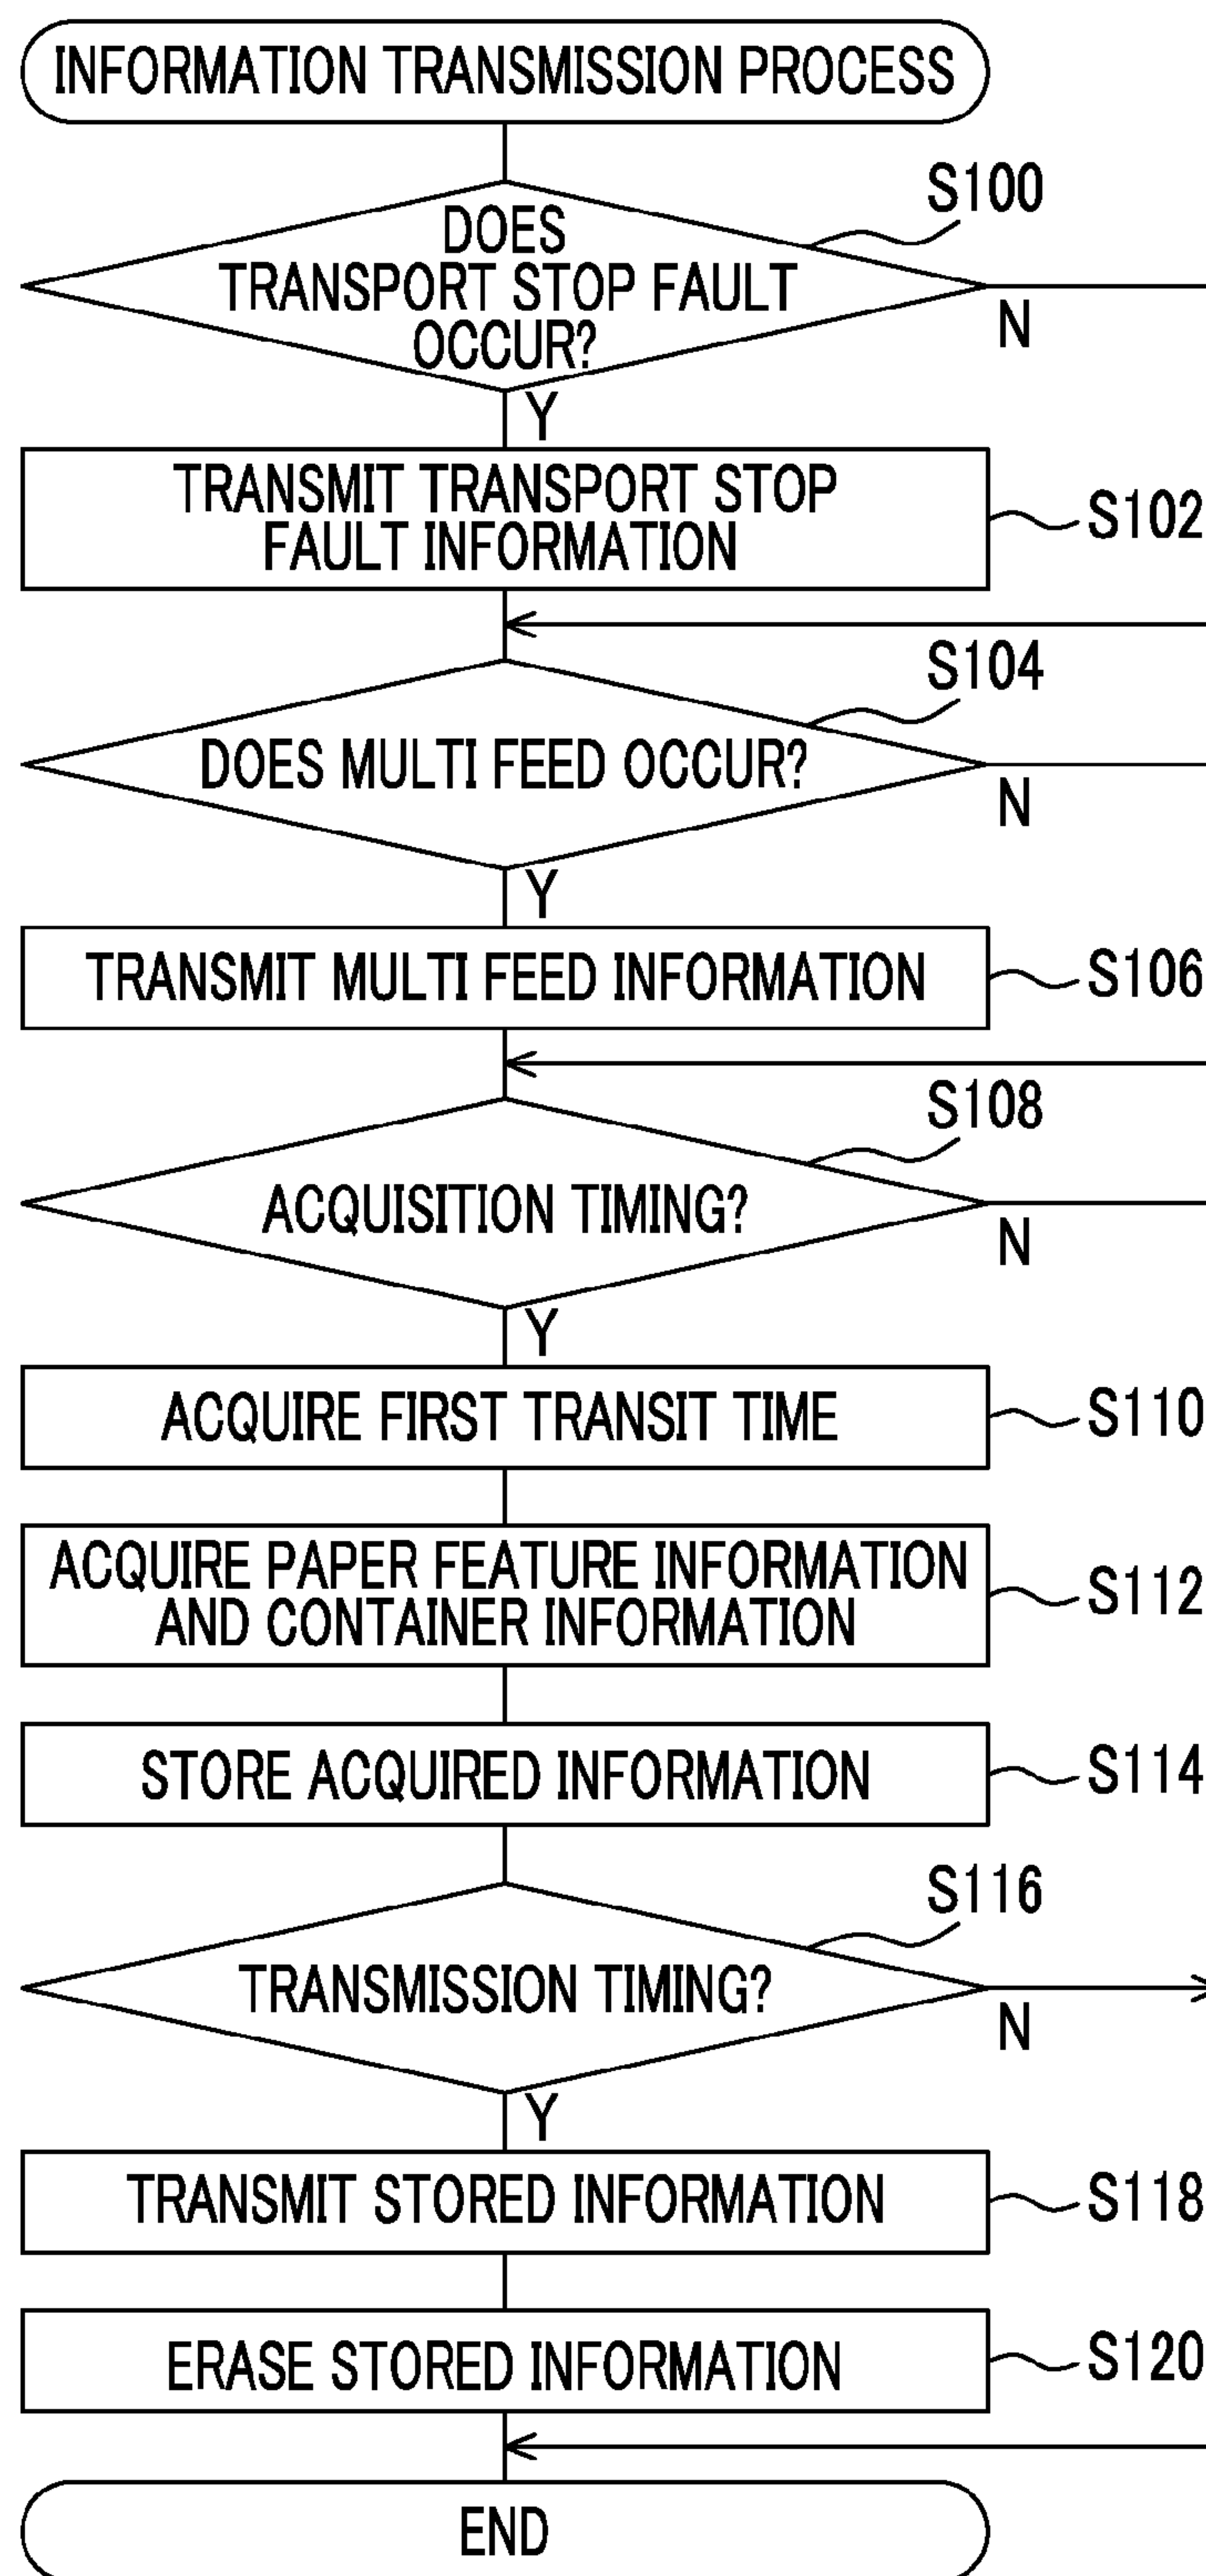 INFORMATION TRANSMISSION PROCESS
S100
DOES
TRANSPORT STOP FAULT
OCCUR?
N
Y
TRANSMIT TRANSPORT STOP
FAULT INFORMATION
S102
S104
DOES MULTI FEED OCCUR?
N
Y
TRANSMIT MULTI FEED INFORMATION
S106
S108
ACQUISITION TIMING?
N
Y
ACQUIRE FIRST TRANSIT TIME
S110
ACQUIRE PAPER FEATURE INFORMATION
AND CONTAINER INFORMATION
S112
STORE ACQUIRED INFORMATION
S114
S116
TRANSMISSION TIMING?
N
Y
TRANSMIT STORED INFORMATION
S118
ERASE STORED INFORMATION
S120
END